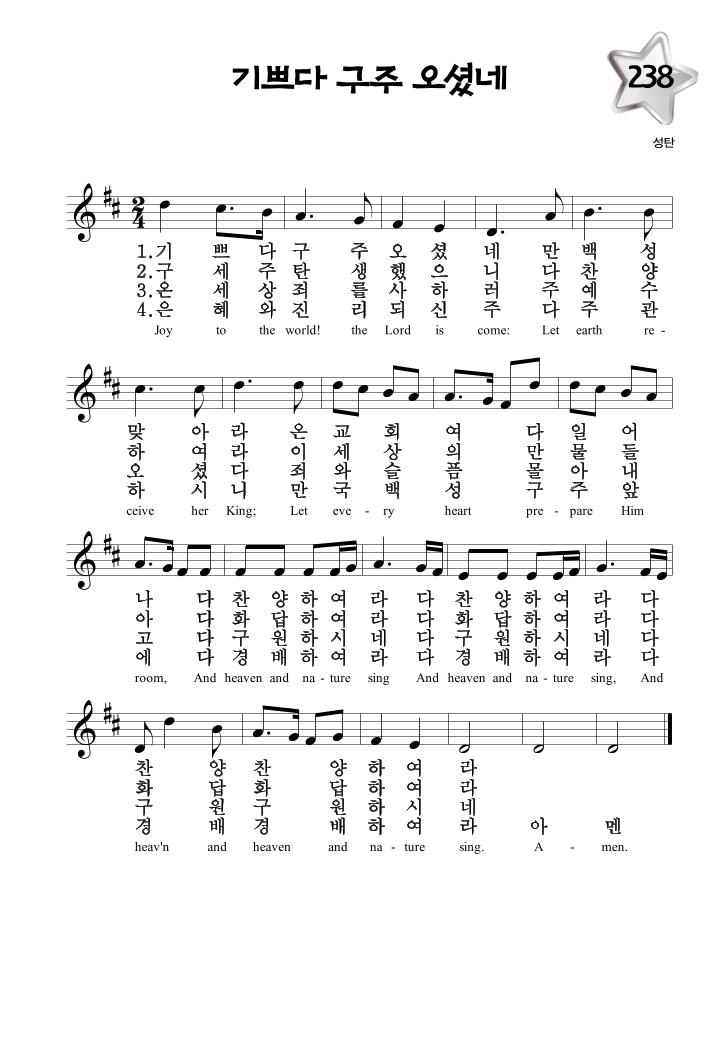 기쁘다 구주 오셨네
238
성탄
1.기 쁘 다 구 주 오 셨 네 만 백 성
2.구 세 주 탄 생 했 으 니 다 찬 양
3.온 세 상 죄 를 사 하 러 주 예 수
4.은 혜 와 진 리 되 신 주 다 주 관
Joy to the world! the Lord is come: Let earth re-
맞 아 라 온 교 회 여 다 일 어
하 여 라 이 세 상 의 만 물 들
오 셨 다 죄 와 슬 픔 몰 아 내
하 시 니 만 국 백 성 구 주 앞
ceive her King; Let eve - ry heart pre - pare Him
나 다 찬 양 하 여 라 다 찬 양 하 여 라 다
아 다 화 답 하 여 라 다 화 답 하 여 라 다
고 다 구 원 하 시 네 다 구 원 하 시 네 다
에 다 경 배 하 여 라 다 경 배 하 여 라 다
room, And heaven and na - ture sing And heaven and na - ture sing, And
찬 양 찬 양 하 여 라
화 답 화 답 하 여 라
구 원 구 원 하 시 네
경 배 경 배 하 여 라 아 멘
heav'n and heaven and na - ture sing. A - men.